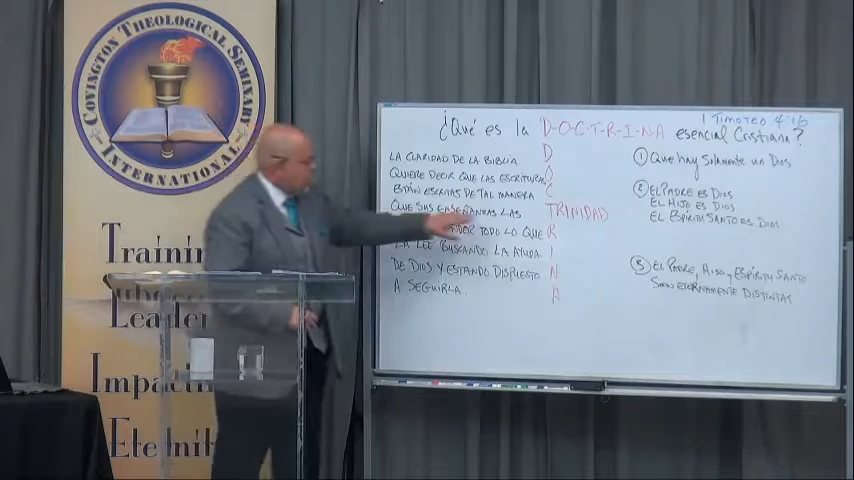 COVINGTON THEOLOGICAL SEMINARY
INTERNATIONAL
Training
Leade
Impac
Eterni
1 TIMOTEO 4:16
¿Qué es la D-O-C-T-R-I-N-A esencial Cristiana?
LA CLARIDAD DE LA BIBLIA
QUIERE DECIR QUE LAS ESCRITURAS
ESTÁN ESCRITAS DE TAL MANERA
QUE SUS ENSEÑANZAS LAS
DER TODO LO QUE
LA LEE BUSCANDO LA AYUDA
DE DIOS Y ESTANDO DISPUESTO
A SEGUIRLA.
D
O
C
TRINIDAD
R
I
N
A
① Que hay Solamente un Dios,
② EL PADRE ES DIOS
EL HIJO ES DIOS
EL ESPÍRITU SANTO ES DIOS
③ EL PADRE, HIJO Y ESPÍRITU SANTO
SON ETERNAMENTE DISTINTAS